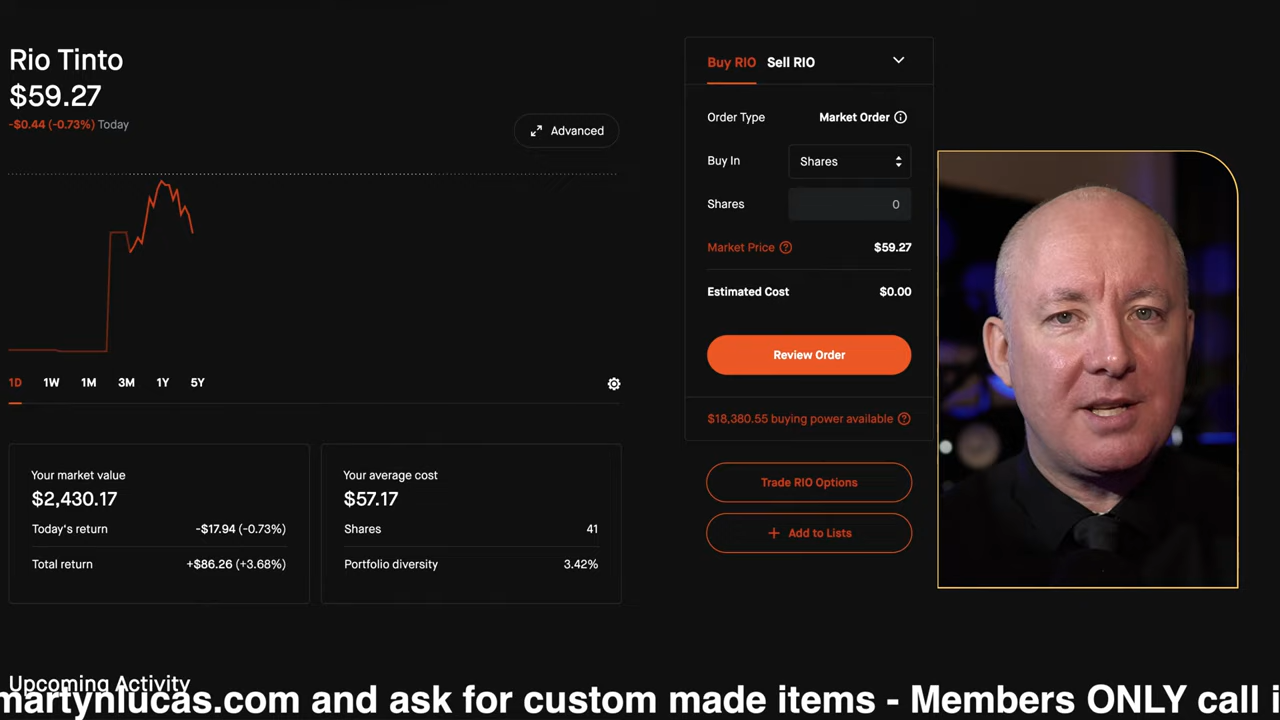 Rio Tinto
$59.27
-$0.44 (-0.73%) Today
Advanced
1D 1W 1M 3M 1Y 5Y
Your market value
$2,430.17
Today's return -$17.94 (-0.73%)
Total return +$86.26 (+3.68%)
Your average cost
$57.17
Shares 41
Portfolio diversity 3.42%
Upcoming Activity
Buy RIO Sell RIO
Order Type Market Order
Buy In Shares
Shares 0
Market Price $59.27
Estimated Cost $0.00
Review Order
$18,380.55 buying power available
Trade RIO Options
+ Add to Lists
martynlucas.com and ask for custom made items - Members ONLY call i